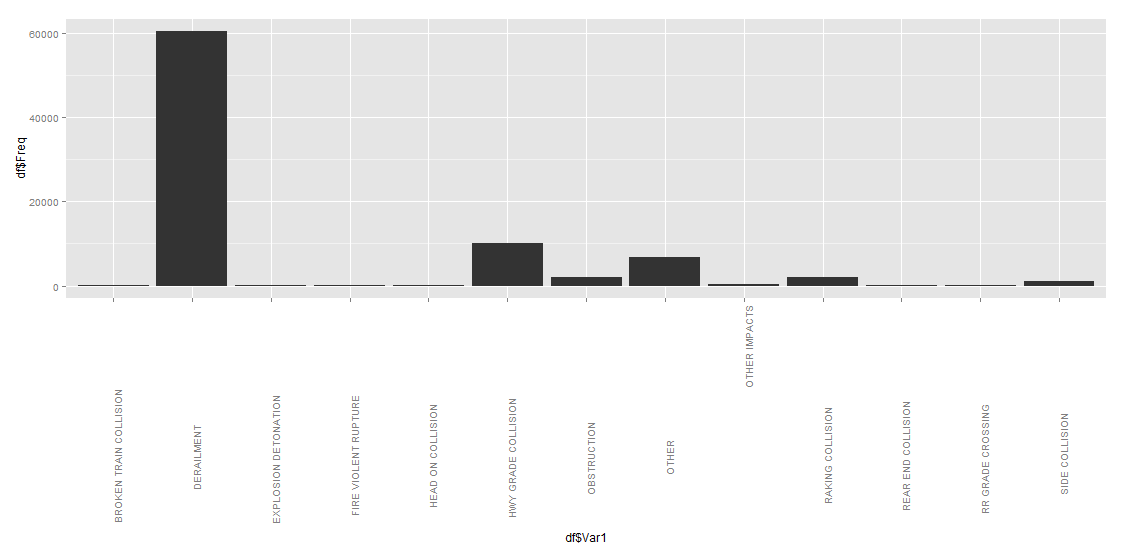 60000
40000
20000
0
df$Freq
BROKEN TRAIN COLLISION
DERAILMENT
EXPLOSION DETONATION
FIRE VIOLENT RUPTURE
HEAD ON COLLISION
HWY GRADE COLLISION
OBSTRUCTION
OTHER
OTHER IMPACTS
RAKING COLLISION
REAR END COLLISION
RR GRADE CROSSING
SIDE COLLISION
df$Var1